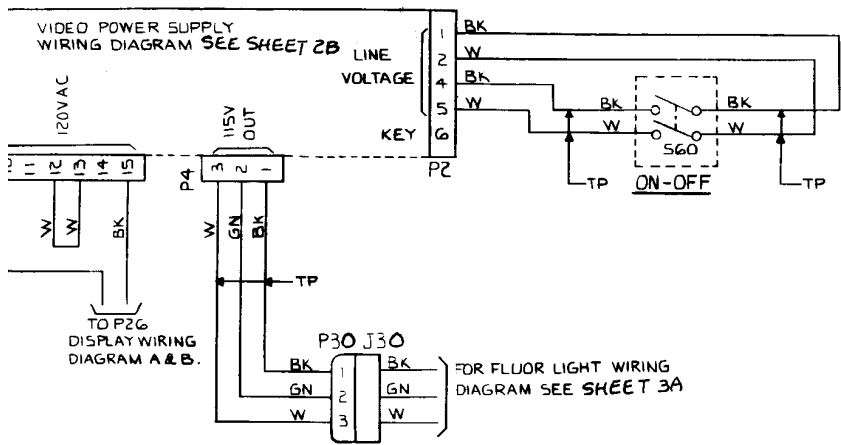 VIDEO POWER SUPPLY
WIRING DIAGRAM SEE SHEET 2B
LINE
VOLTAGE
KEY
1
2
4
5
6
P2
BK
W
BK
W
BK
W
BK
W
S60
ON-OFF
TP
TP
120VAC
11
12
13
14
15
115V
OUT
P4
3
2
1
W
W
BK
W
GN
BK
TP
TO P26
DISPLAY WIRING
DIAGRAM A & B.
P30 J30
BK 1 BK
GN 2 GN
W 3 W
FOR FLUOR LIGHT WIRING
DIAGRAM SEE SHEET 3A